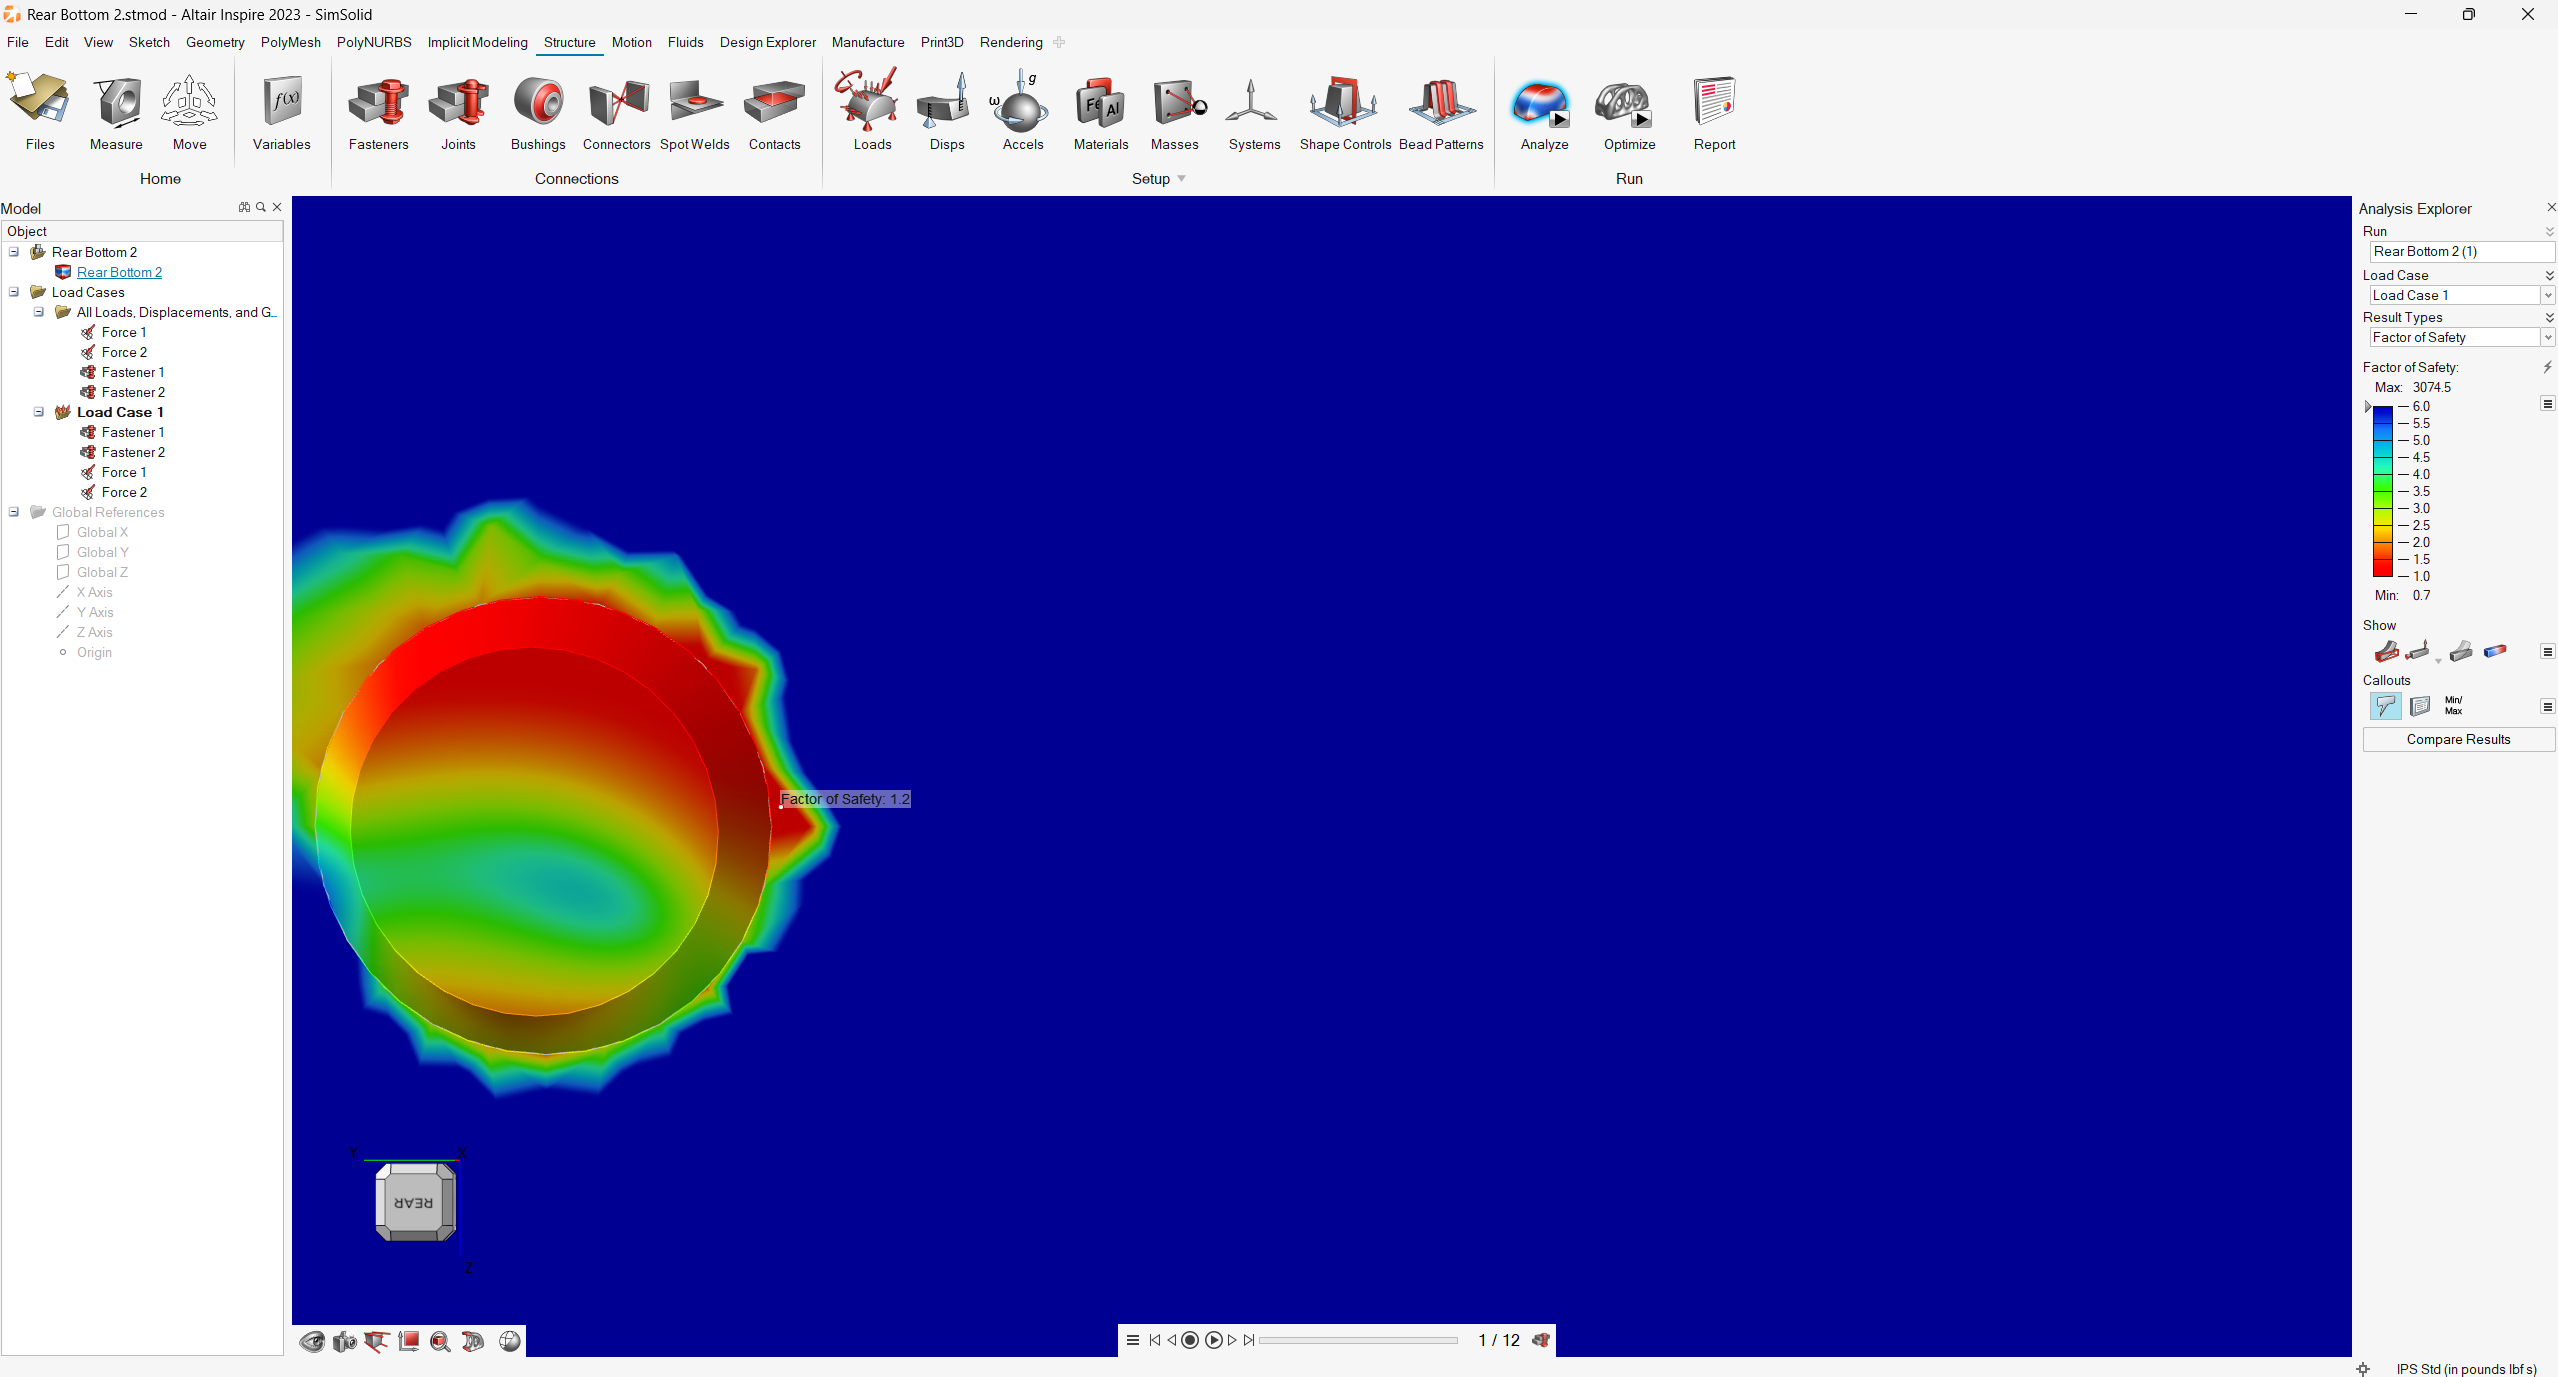 Rear Bottom 2.stmod - Altair Inspire 2023 - SimSolid
File Edit View Sketch Geometry PolyMesh PolyNURBS Implicit Modeling Structure Motion Fluids Design Explorer Manufacture Print3D Rendering
f(x) Fe Al g ω
Files Measure Move Variables Fasteners Joints Bushings Connectors Spot Welds Contacts Loads Disps Accels Materials Masses Systems Shape Controls Bead Patterns Analyze Optimize Report
Home Connections Setup Run
Model
Object
Rear Bottom 2
Rear Bottom 2
Load Cases
All Loads, Displacements, and G...
Force 1
Force 2
Fastener 1
Fastener 2
Load Case 1
Fastener 1
Fastener 2
Force 1
Force 2
Global References
Global X
Global Y
Global Z
X Axis
Y Axis
Z Axis
Origin
Factor of Safety: 1.2
Y X
REAR
Z
1 / 12
Analysis Explorer
Run
Rear Bottom 2 (1)
Load Case
Load Case 1
Result Types
Factor of Safety
Factor of Safety:
Max: 3074.5
6.0
5.5
5.0
4.5
4.0
3.5
3.0
2.5
2.0
1.5
1.0
Min: 0.7
Show
Callouts
Min/
Max
Compare Results
IPS Std (in pounds lbf s)